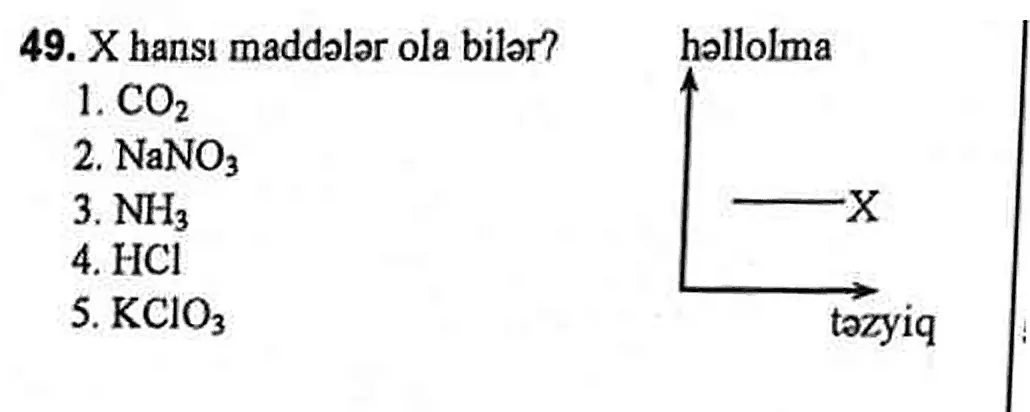 49. X hansı maddələr ola bilər?
1. CO₂
2. NaNO₃
3. NH₃
4. HCl
5. KClO₃
həllolma
X
təzyiq